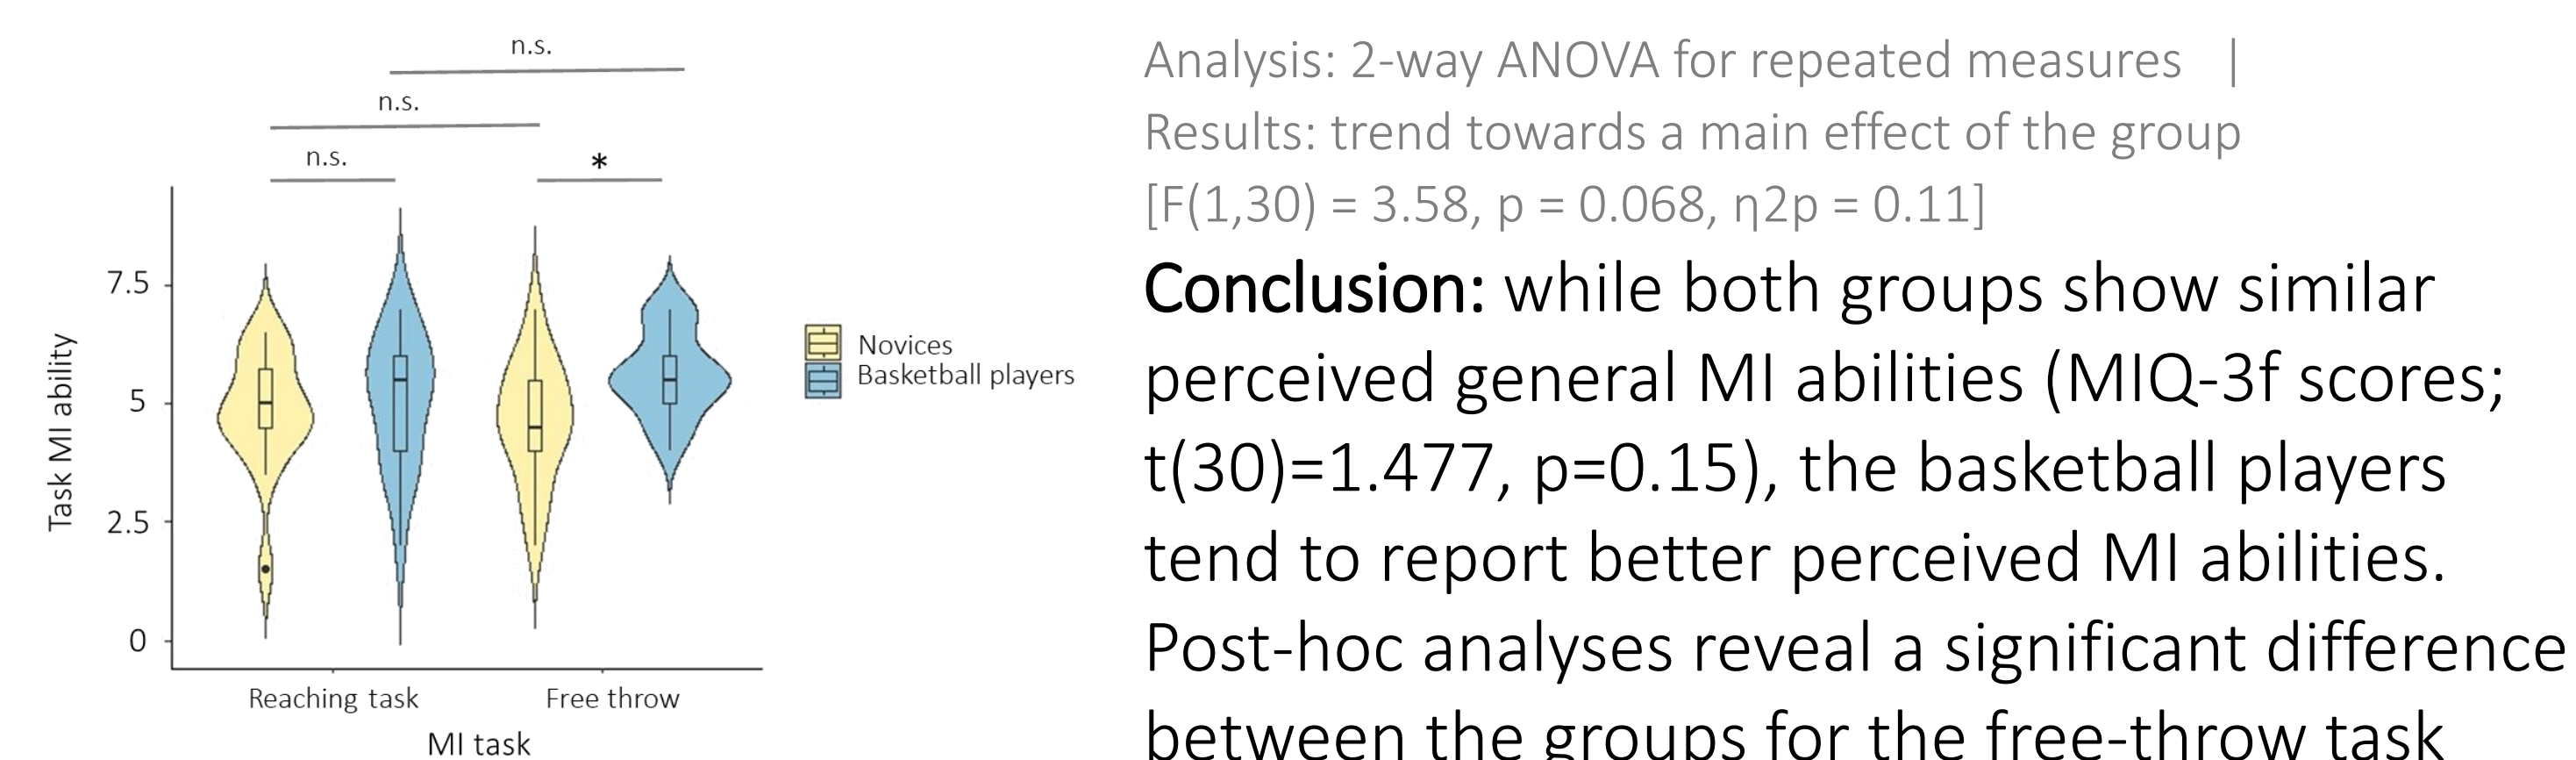 n.s.
n.s.
n.s.
*
7.5
5
2.5
0
Task MI ability
Reaching task
Free throw
MI task
Novices
Basketball players
Analysis: 2-way ANOVA for repeated measures |
Results: trend towards a main effect of the group
[F(1,30) = 3.58, p = 0.068, η2p = 0.11]
Conclusion: while both groups show similar
perceived general MI abilities (MIQ-3f scores;
t(30)=1.477, p=0.15), the basketball players
tend to report better perceived MI abilities.
Post-hoc analyses reveal a significant difference
between the groups for the free-throw task